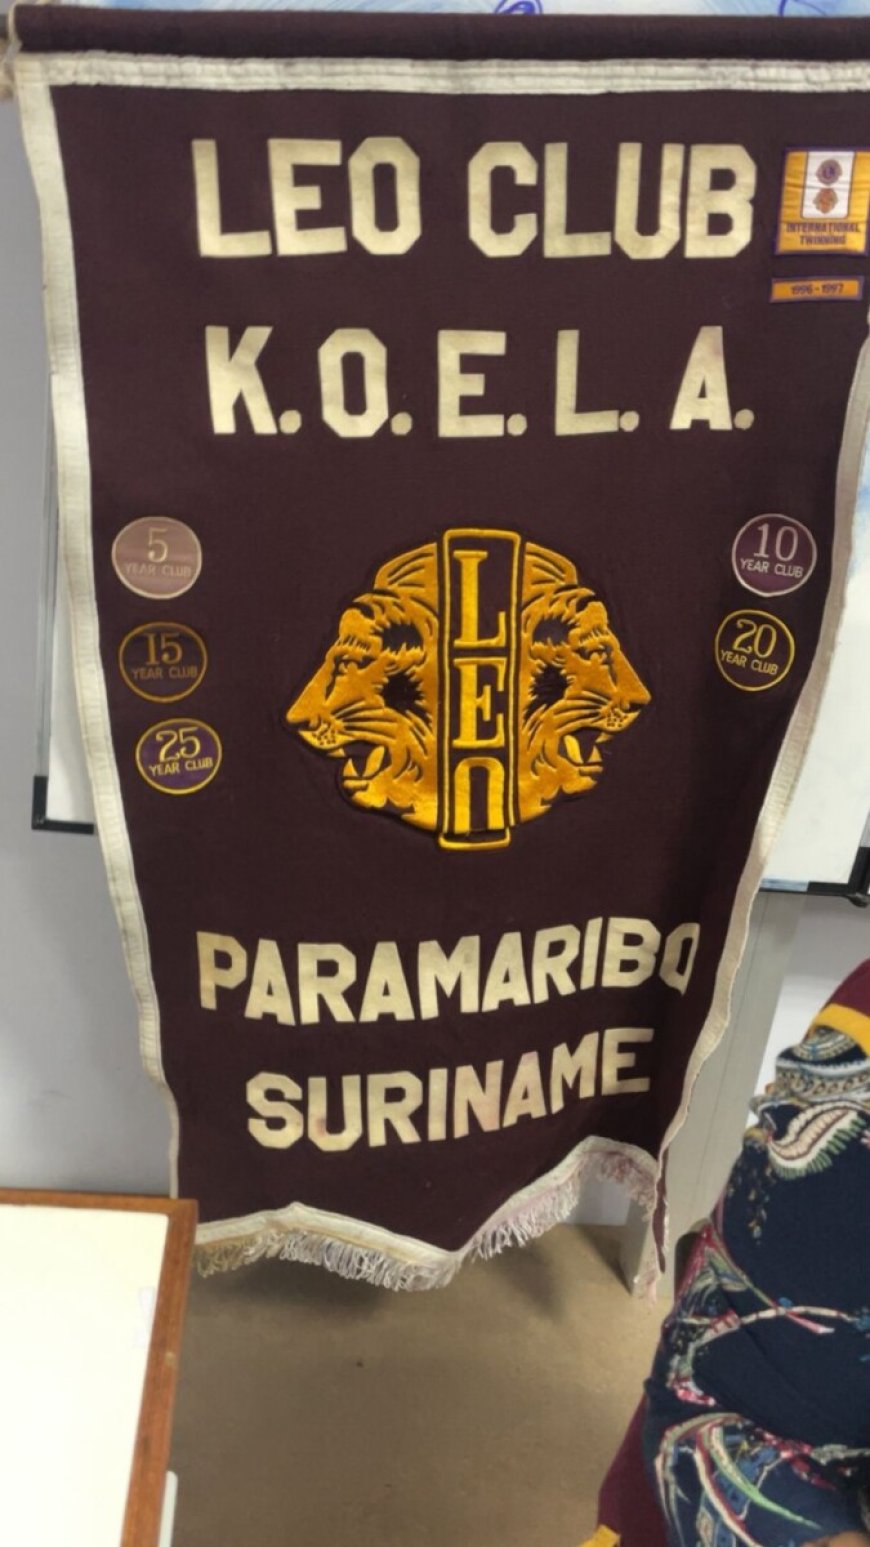 LEO CLUB
INTERNATIONAL
TWINNING
1996-1997
K.O.E.L.A.
5
YEAR CLUB
10
YEAR CLUB
15
YEAR CLUB
20
YEAR CLUB
25
YEAR CLUB
LEO
PARAMARIBO
SURINAME